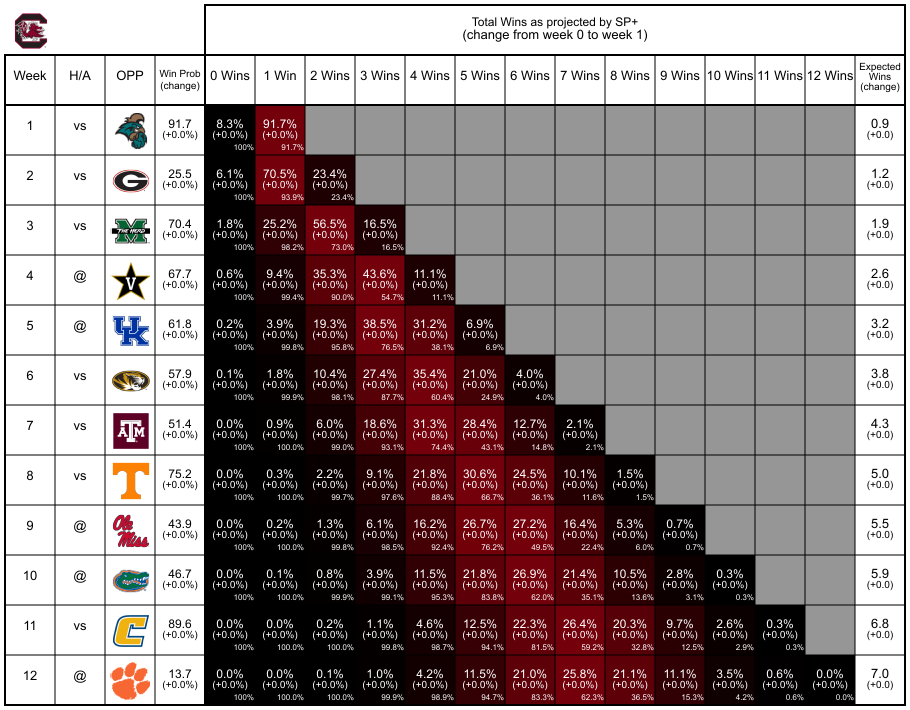 Total Wins as projected by SP+
(change from week 0 to week 1)
Week H/A OPP Win Prob (change) 0 Wins 1 Win 2 Wins 3 Wins 4 Wins 5 Wins 6 Wins 7 Wins 8 Wins 9 Wins 10 Wins 11 Wins 12 Wins Expected Wins (change)
1 vs 91.7 8.3% 91.7% 0.9
(+0.0%) (+0.0%) (+0.0%) (+0.0)
100% 91.7%
2 vs G 25.5 6.1% 70.5% 23.4% 1.2
(+0.0%) (+0.0%) (+0.0%) (+0.0%) (+0.0)
100% 93.9% 23.4%
3 vs M THE HERD 70.4 1.8% 25.2% 56.5% 16.5% 1.9
(+0.0%) (+0.0%) (+0.0%) (+0.0%) (+0.0%) (+0.0)
100% 98.2% 73.0% 16.5%
4 @ V 67.7 0.6% 9.4% 35.3% 43.6% 11.1% 2.6
(+0.0%) (+0.0%) (+0.0%) (+0.0%) (+0.0%) (+0.0%) (+0.0)
100% 99.4% 90.0% 54.7% 11.1%
5 @ UK 61.8 0.2% 3.9% 19.3% 38.5% 31.2% 6.9% 3.2
(+0.0%) (+0.0%) (+0.0%) (+0.0%) (+0.0%) (+0.0%) (+0.0%) (+0.0)
100% 99.8% 95.8% 76.5% 38.1% 6.9%
6 vs 57.9 0.1% 1.8% 10.4% 27.4% 35.4% 21.0% 4.0% 3.8
(+0.0%) (+0.0%) (+0.0%) (+0.0%) (+0.0%) (+0.0%) (+0.0%) (+0.0%) (+0.0)
100% 99.9% 98.1% 87.7% 60.4% 24.9% 4.0%
7 vs ATM 51.4 0.0% 0.9% 6.0% 18.6% 31.3% 28.4% 12.7% 2.1% 4.3
(+0.0%) (+0.0%) (+0.0%) (+0.0%) (+0.0%) (+0.0%) (+0.0%) (+0.0%) (+0.0%) (+0.0)
100% 100.0% 99.0% 93.1% 74.4% 43.1% 14.8% 2.1%
8 vs T 75.2 0.0% 0.3% 2.2% 9.1% 21.8% 30.6% 24.5% 10.1% 1.5% 5.0
(+0.0%) (+0.0%) (+0.0%) (+0.0%) (+0.0%) (+0.0%) (+0.0%) (+0.0%) (+0.0%) (+0.0%) (+0.0)
100% 100.0% 99.7% 97.6% 88.4% 66.7% 36.1% 11.6% 1.5%
9 @ Ole Miss 43.9 0.0% 0.2% 1.3% 6.1% 16.2% 26.7% 27.2% 16.4% 5.3% 0.7% 5.5
(+0.0%) (+0.0%) (+0.0%) (+0.0%) (+0.0%) (+0.0%) (+0.0%) (+0.0%) (+0.0%) (+0.0%) (+0.0%) (+0.0)
100% 100.0% 99.8% 98.5% 92.4% 76.2% 49.5% 22.4% 6.0% 0.7%
10 @ 46.7 0.0% 0.1% 0.8% 3.9% 11.5% 21.8% 26.9% 21.4% 10.5% 2.8% 0.3% 5.9
(+0.0%) (+0.0%) (+0.0%) (+0.0%) (+0.0%) (+0.0%) (+0.0%) (+0.0%) (+0.0%) (+0.0%) (+0.0%) (+0.0%) (+0.0)
100% 100.0% 99.9% 99.1% 95.3% 83.8% 62.0% 35.1% 13.6% 3.1% 0.3%
11 vs C 89.6 0.0% 0.0% 0.2% 1.1% 4.6% 12.5% 22.3% 26.4% 20.3% 9.7% 2.6% 0.3% 6.8
(+0.0%) (+0.0%) (+0.0%) (+0.0%) (+0.0%) (+0.0%) (+0.0%) (+0.0%) (+0.0%) (+0.0%) (+0.0%) (+0.0%) (+0.0%) (+0.0)
100% 100.0% 100.0% 99.8% 98.7% 94.1% 81.5% 59.2% 32.8% 12.5% 2.9% 0.3%
12 @ 13.7 0.0% 0.0% 0.1% 1.0% 4.2% 11.5% 21.0% 25.8% 21.1% 11.1% 3.5% 0.6% 0.0% 7.0
(+0.0%) (+0.0%) (+0.0%) (+0.0%) (+0.0%) (+0.0%) (+0.0%) (+0.0%) (+0.0%) (+0.0%) (+0.0%) (+0.0%) (+0.0%) (+0.0%) (+0.0)
100% 100.0% 100.0% 99.9% 98.9% 94.7% 83.3% 62.3% 36.5% 15.3% 4.2% 0.6% 0.0%